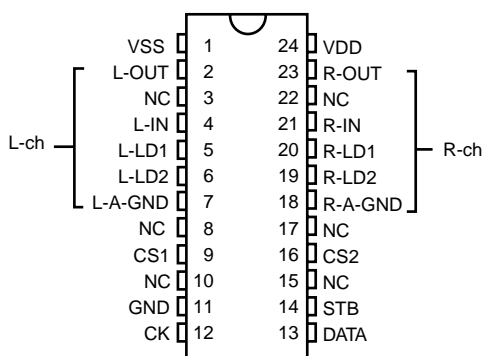 VSS 1 24 VDD
L-OUT 2 23 R-OUT
NC 3 22 NC
L-IN 4 21 R-IN
L-ch L-LD1 5 20 R-LD1 R-ch
L-LD2 6 19 R-LD2
L-A-GND 7 18 R-A-GND
NC 8 17 NC
CS1 9 16 CS2
NC 10 15 NC
GND 11 14 STB
CK 12 13 DATA